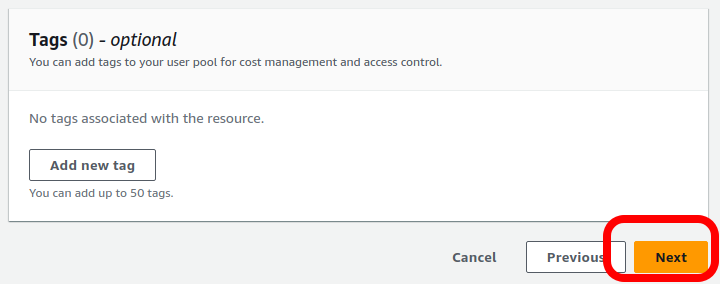 Tags (0) - optional
You can add tags to your user pool for cost management and access control.
No tags associated with the resource.
Add new tag
You can add up to 50 tags.
Cancel Previous Next